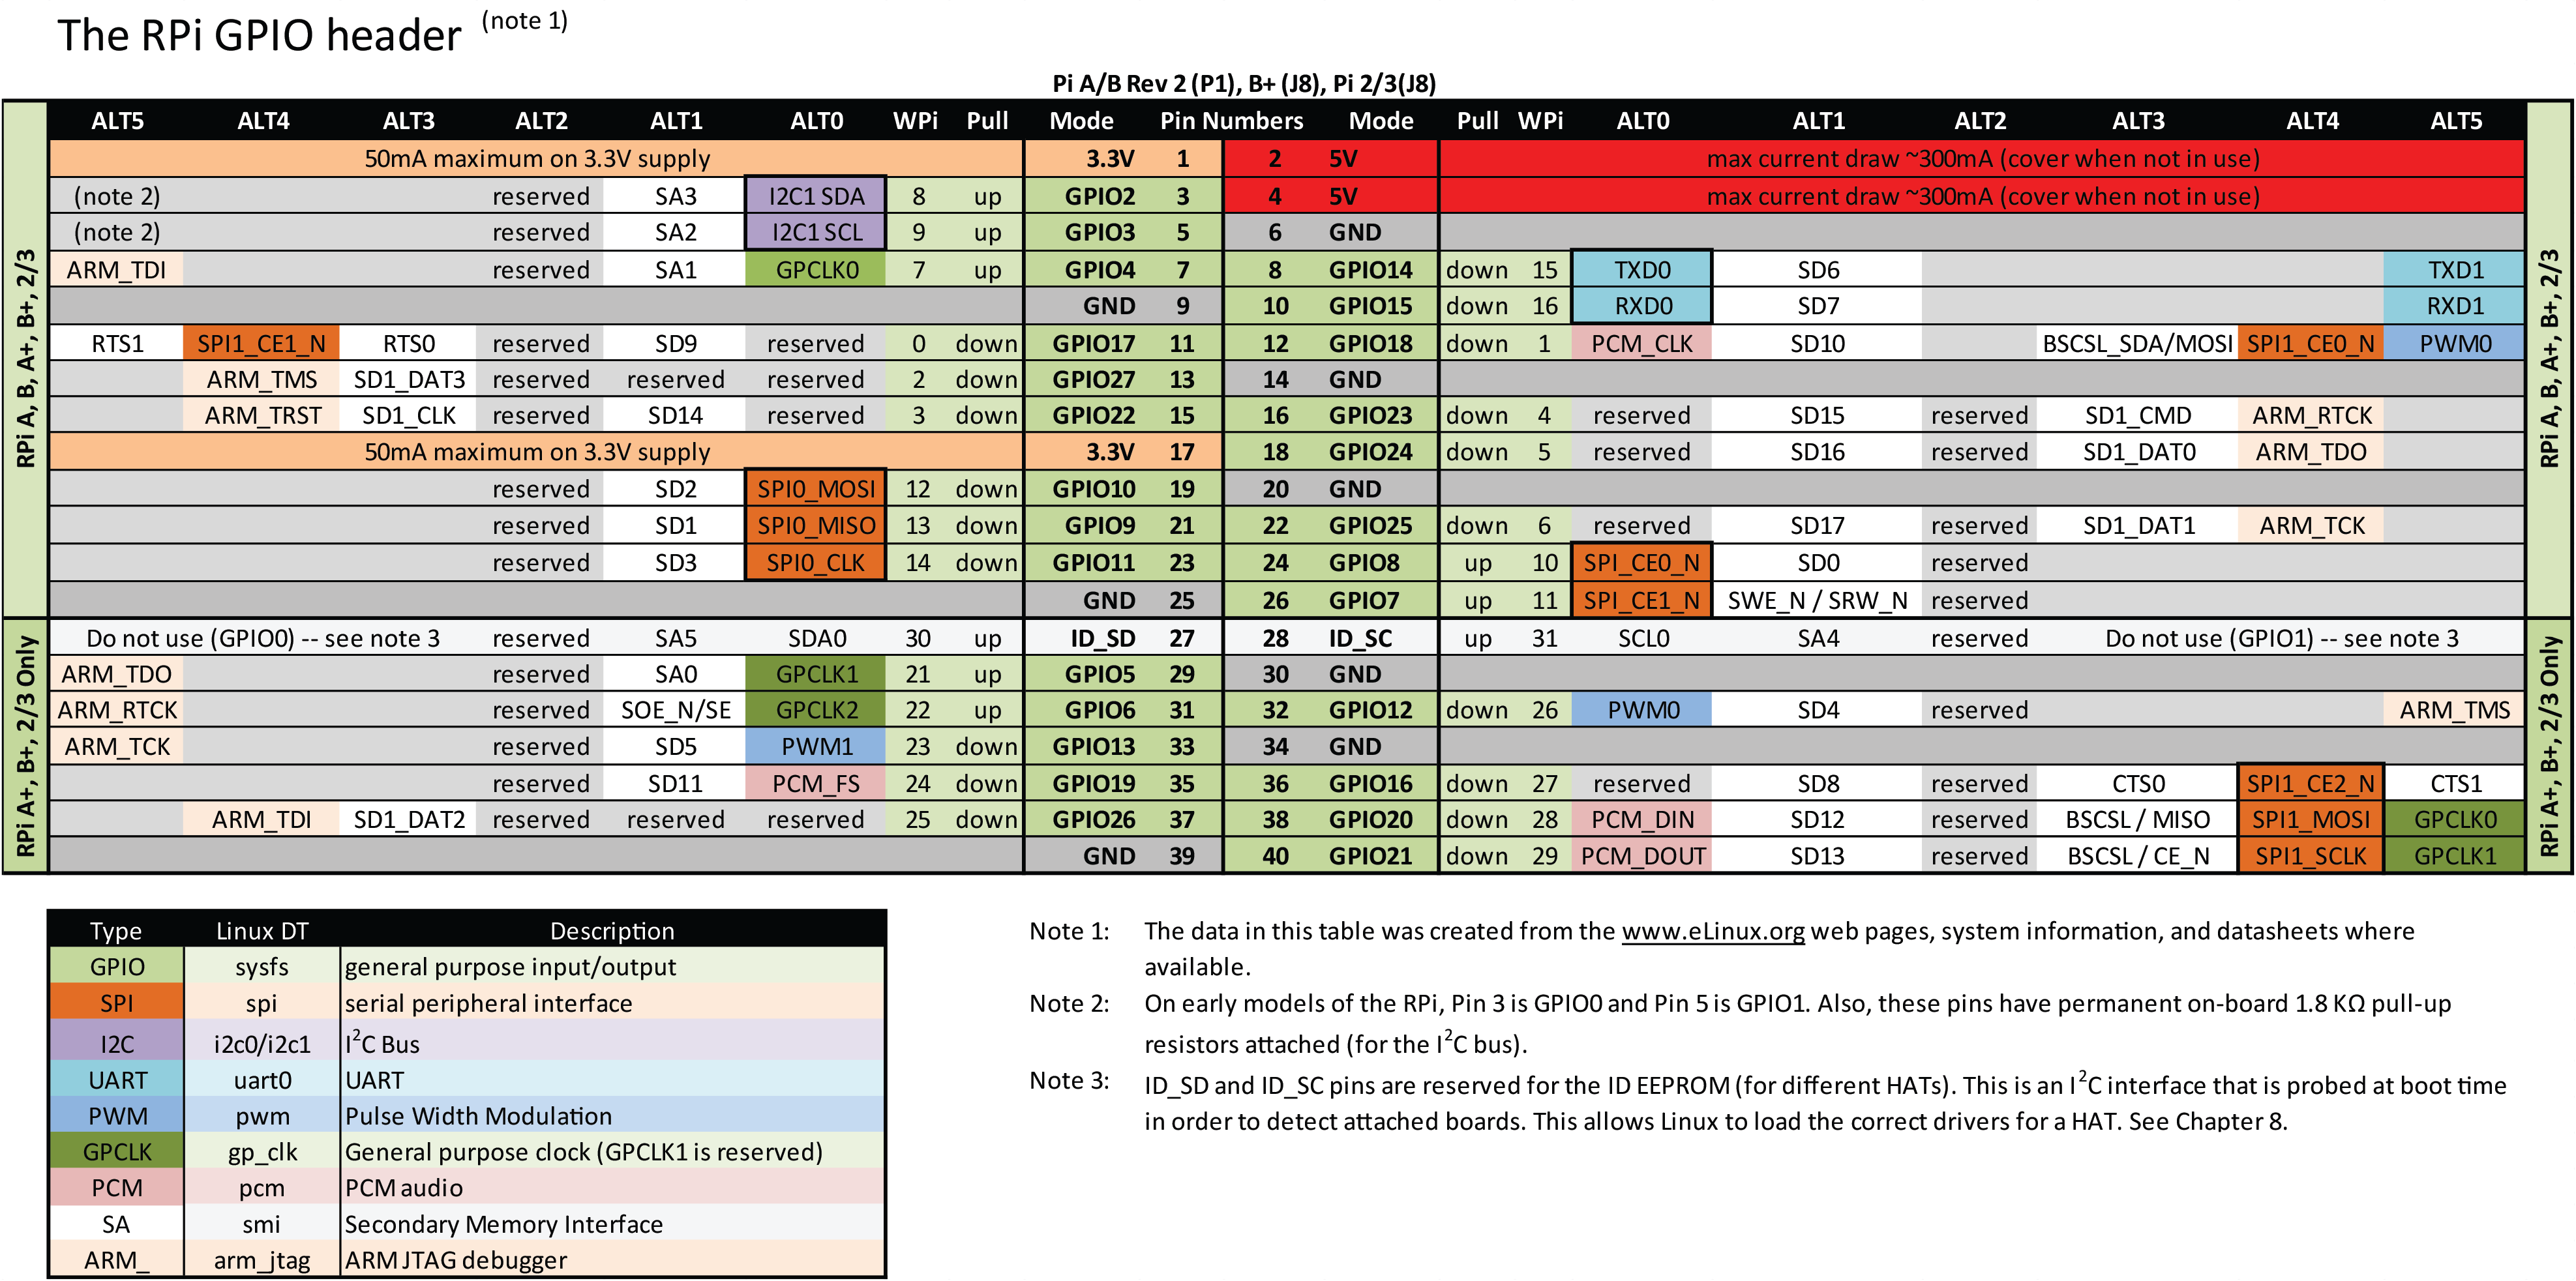 The RPi GPIO header (note 1)
Pi A/B Rev 2 (P1), B+ (J8), Pi 2/3(J8)
ALT5 ALT4 ALT3 ALT2 ALT1 ALT0 WPi Pull Mode Pin Numbers Mode Pull WPi ALT0 ALT1 ALT2 ALT3 ALT4 ALT5
RPi A, B, A+, B+, 2/3
50mA maximum on 3.3V supply 3.3V 1 2 5V max current draw ~300mA (cover when not in use)
(note 2) reserved SA3 I2C1 SDA 8 up GPIO2 3 4 5V max current draw ~300mA (cover when not in use)
(note 2) reserved SA2 I2C1 SCL 9 up GPIO3 5 6 GND
ARM_TDI reserved SA1 GPCLK0 7 up GPIO4 7 8 GPIO14 down 15 TXD0 SD6 TXD1
GND 9 10 GPIO15 down 16 RXD0 SD7 RXD1
RTS1 SPI1_CE1_N RTS0 reserved SD9 reserved 0 down GPIO17 11 12 GPIO18 down 1 PCM_CLK SD10 BSCSL_SDA/MOSI SPI1_CE0_N PWM0
ARM_TMS SD1_DAT3 reserved reserved reserved 2 down GPIO27 13 14 GND
ARM_TRST SD1_CLK reserved SD14 reserved 3 down GPIO22 15 16 GPIO23 down 4 reserved SD15 reserved SD1_CMD ARM_RTCK
50mA maximum on 3.3V supply 3.3V 17 18 GPIO24 down 5 reserved SD16 reserved SD1_DAT0 ARM_TDO
reserved SD2 SPI0_MOSI 12 down GPIO10 19 20 GND
reserved SD1 SPI0_MISO 13 down GPIO9 21 22 GPIO25 down 6 reserved SD17 reserved SD1_DAT1 ARM_TCK
reserved SD3 SPI0_CLK 14 down GPIO11 23 24 GPIO8 up 10 SPI_CE0_N SD0 reserved
GND 25 26 GPIO7 up 11 SPI_CE1_N SWE_N / SRW_N reserved
RPi A, B, A+, B+, 2/3
RPi A+, B+, 2/3 Only
Do not use (GPIO0) -- see note 3 reserved SA5 SDA0 30 up ID_SD 27 28 ID_SC up 31 SCL0 SA4 reserved Do not use (GPIO1) -- see note 3
ARM_TDO reserved SA0 GPCLK1 21 up GPIO5 29 30 GND
ARM_RTCK reserved SOE_N/SE GPCLK2 22 up GPIO6 31 32 GPIO12 down 26 PWM0 SD4 reserved ARM_TMS
ARM_TCK reserved SD5 PWM1 23 down GPIO13 33 34 GND
reserved SD11 PCM_FS 24 down GPIO19 35 36 GPIO16 down 27 reserved SD8 reserved CTS0 SPI1_CE2_N CTS1
ARM_TDI SD1_DAT2 reserved reserved reserved 25 down GPIO26 37 38 GPIO20 down 28 PCM_DIN SD12 reserved BSCSL / MISO SPI1_MOSI GPCLK0
GND 39 40 GPIO21 down 29 PCM_DOUT SD13 reserved BSCSL / CE_N SPI1_SCLK GPCLK1
RPi A+, B+, 2/3 Only
Type Linux DT Description
GPIO sysfs general purpose input/output
SPI spi serial peripheral interface
I2C i2c0/i2c1 I²C Bus
UART uart0 UART
PWM pwm Pulse Width Modulation
GPCLK gp_clk General purpose clock (GPCLK1 is reserved)
PCM pcm PCM audio
SA smi Secondary Memory Interface
ARM_ arm_jtag ARM JTAG debugger
Note 1: The data in this table was created from the www.eLinux.org web pages, system information, and datasheets where
available.
Note 2: On early models of the RPi, Pin 3 is GPIO0 and Pin 5 is GPIO1. Also, these pins have permanent on-board 1.8 KΩ pull-up
resistors attached (for the I²C bus).
Note 3: ID_SD and ID_SC pins are reserved for the ID EEPROM (for different HATs). This is an I²C interface that is probed at boot time
in order to detect attached boards. This allows Linux to load the correct drivers for a HAT. See Chapter 8.